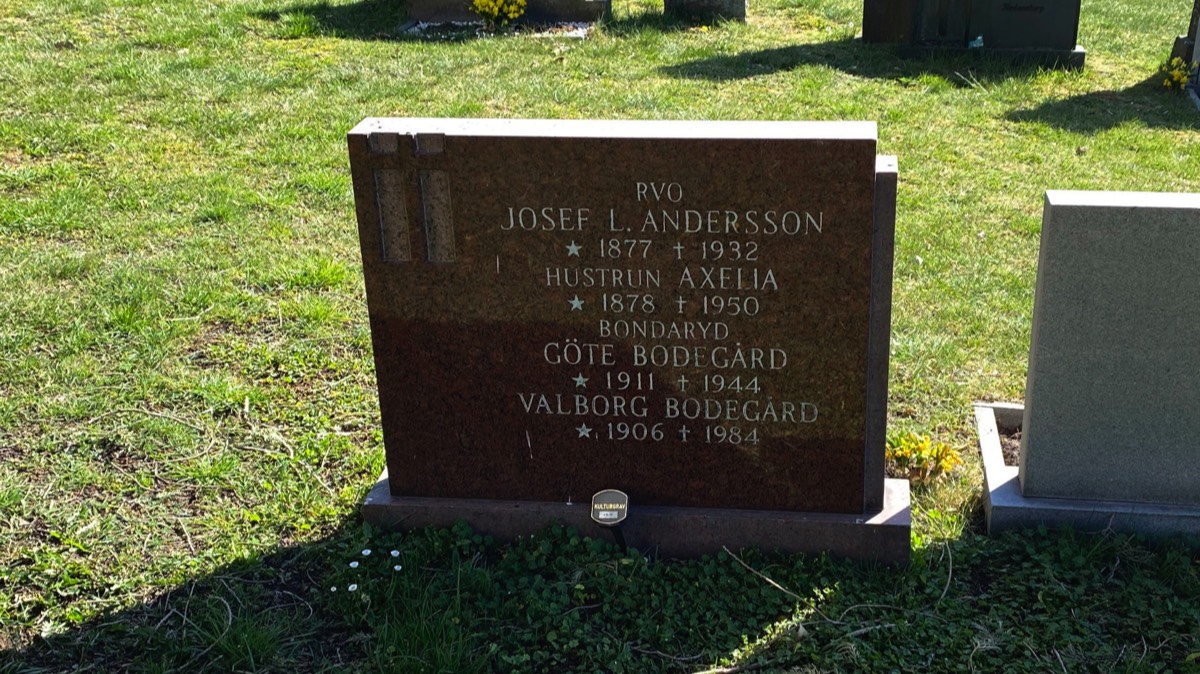 RVO
JOSEF L. ANDERSSON
★ 1877 ✝ 1932
HUSTRUN AXELIA
★ 1878 ✝ 1950
BONDARYD
GÖTE BODEGÅRD
★ 1911 ✝ 1944
VALBORG BODEGÅRD
★ 1906 ✝ 1984
KULTURGRAV